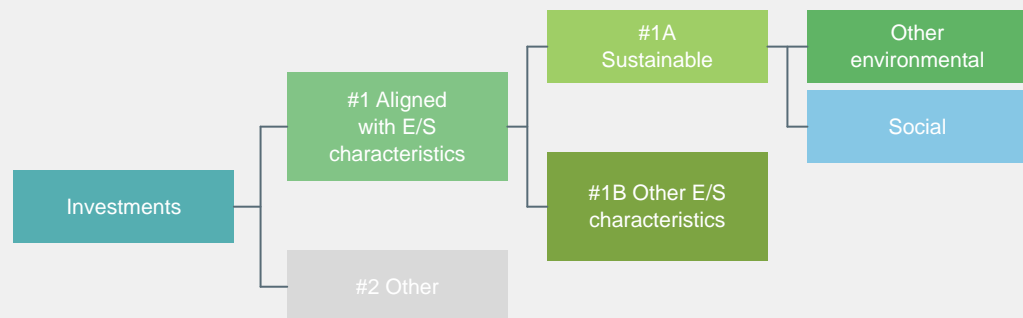 Investments
#1 Aligned
with E/S
characteristics
#2 Other
#1A
Sustainable
#1B Other E/S
characteristics
Other
environmental
Social